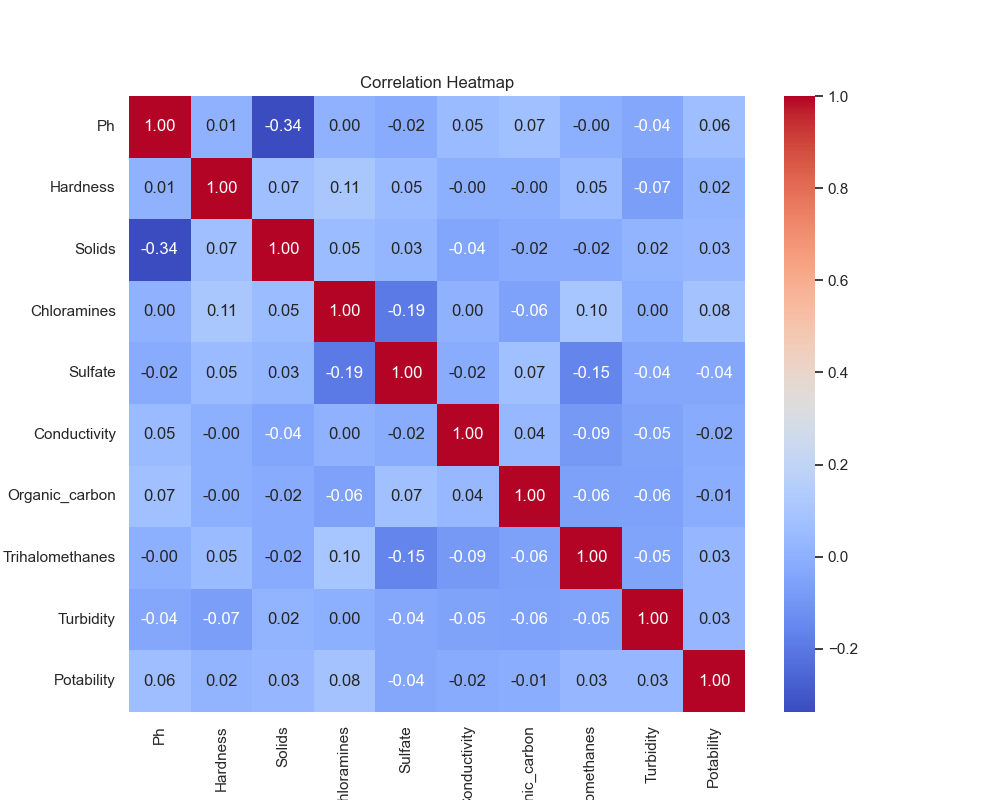 Correlation Heatmap
Ph 1.00 0.01 -0.34 0.00 -0.02 0.05 0.07 -0.00 -0.04 0.06
Hardness 0.01 1.00 0.07 0.11 0.05 -0.00 -0.00 0.05 -0.07 0.02
Solids -0.34 0.07 1.00 0.05 0.03 -0.04 -0.02 -0.02 0.02 0.03
Chloramines 0.00 0.11 0.05 1.00 -0.19 0.00 -0.06 0.10 0.00 0.08
Sulfate -0.02 0.05 0.03 -0.19 1.00 -0.02 0.07 -0.15 -0.04 -0.04
Conductivity 0.05 -0.00 -0.04 0.00 -0.02 1.00 0.04 -0.09 -0.05 -0.02
Organic_carbon 0.07 -0.00 -0.02 -0.06 0.07 0.04 1.00 -0.06 -0.06 -0.01
Trihalomethanes -0.00 0.05 -0.02 0.10 -0.15 -0.09 -0.06 1.00 -0.05 0.03
Turbidity -0.04 -0.07 0.02 0.00 -0.04 -0.05 -0.06 -0.05 1.00 0.03
Potability 0.06 0.02 0.03 0.08 -0.04 -0.02 -0.01 0.03 0.03 1.00
Ph
Hardness
Solids
hloramines
Sulfate
onductivity
nic_carbon
omethanes
Turbidity
Potability
1.0
0.8
0.6
0.4
0.2
0.0
−0.2